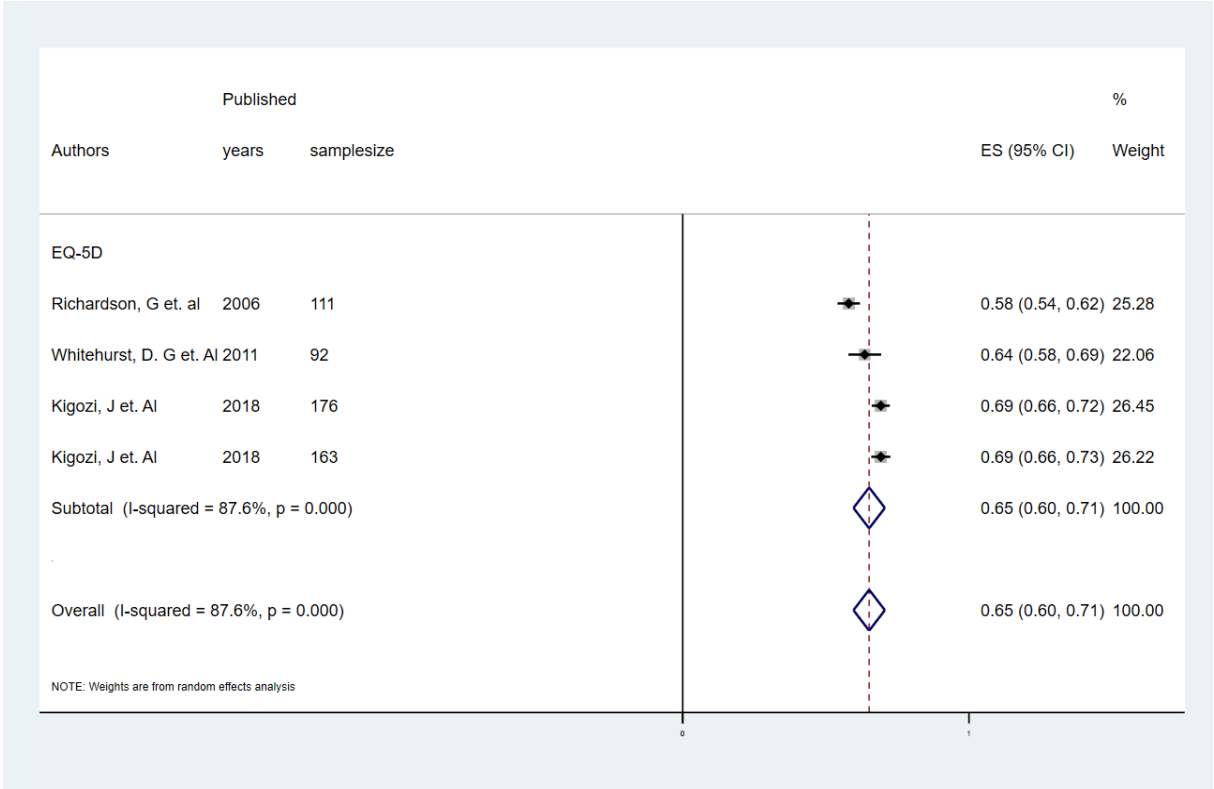 Published %
Authors years samplesize ES (95% CI) Weight
EQ-5D
Richardson, G et. al 2006 111 0.58 (0.54, 0.62) 25.28
Whitehurst, D. G et. Al 2011 92 0.64 (0.58, 0.69) 22.06
Kigozi, J et. Al 2018 176 0.69 (0.66, 0.72) 26.45
Kigozi, J et. Al 2018 163 0.69 (0.66, 0.73) 26.22
Subtotal (I-squared = 87.6%, p = 0.000) 0.65 (0.60, 0.71) 100.00
.
Overall (I-squared = 87.6%, p = 0.000) 0.65 (0.60, 0.71) 100.00
NOTE: Weights are from random effects analysis
0 1